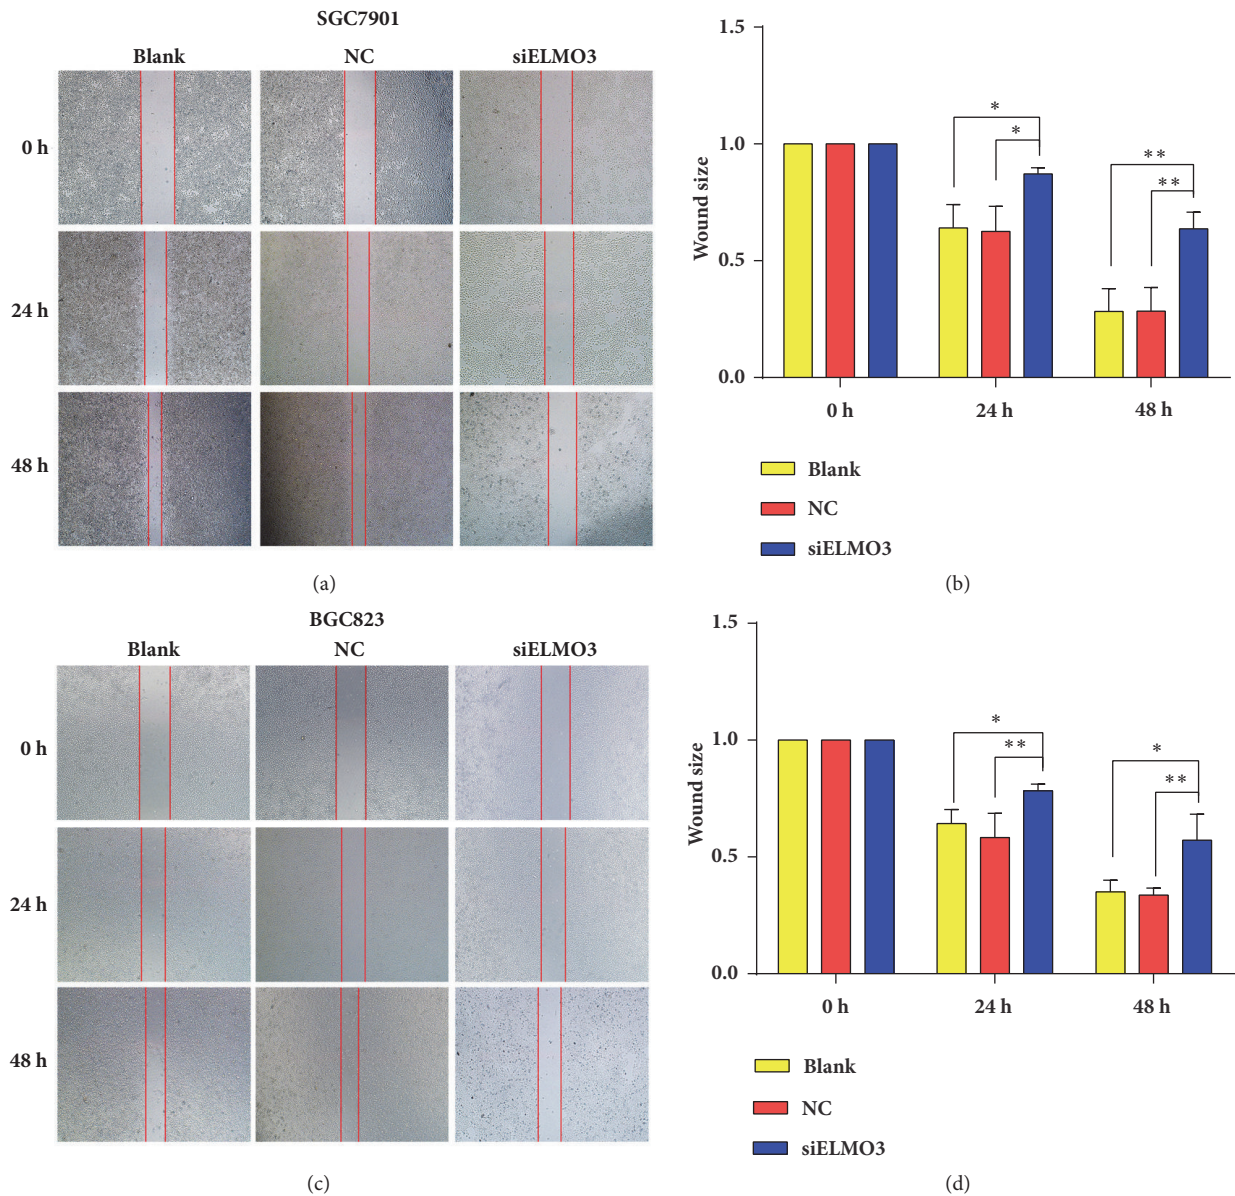 SGC7901
Blank NC siELMO3
0 h
24 h
48 h
(a)
1.5
1.0
0.5
0.0
Wound size
* *
** **
0 h 24 h 48 h
Blank
NC
siELMO3
(b)
BGC823
Blank NC siELMO3
0 h
24 h
48 h
(c)
1.5
1.0
0.5
0.0
Wound size
* **
* **
0 h 24 h 48 h
Blank
NC
siELMO3
(d)